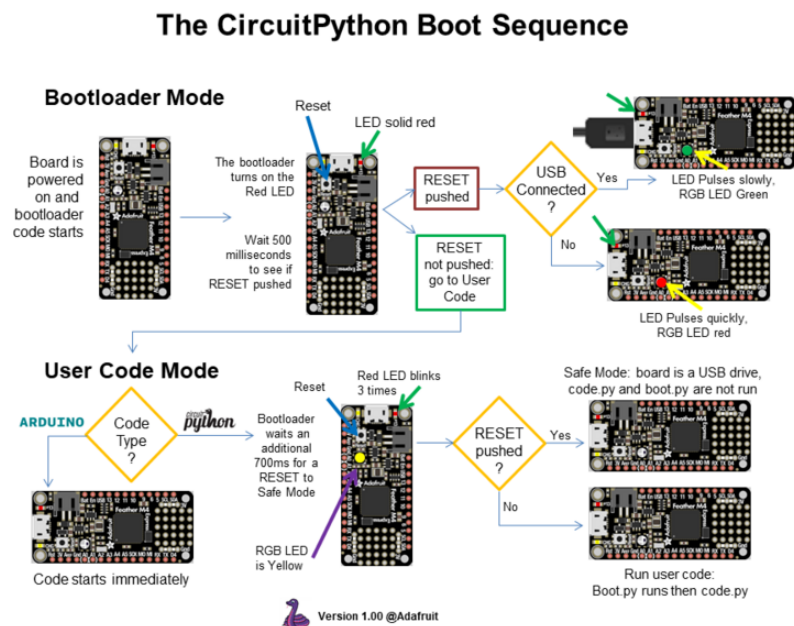 The CircuitPython Boot Sequence
Bootloader Mode
Board is
powered
on and
bootloader
code starts
Reset
LED solid red
The bootloader
turns on the
Red LED
Wait 500
milliseconds
to see if
RESET pushed
RESET
pushed
RESET
not pushed:
go to User
Code
USB
Connected
?
Yes
No
LED Pulses slowly,
RGB LED Green
LED Pulses quickly,
RGB LED red
User Code Mode
ARDUINO
Code
Type
?
circuit
python
Code starts immediately
Bootloader
waits an
additional
700ms for a
RESET to
Safe Mode
Reset
Red LED blinks
3 times
RGB LED
is Yellow
RESET
pushed
?
Yes
No
Safe Mode: board is a USB drive,
code.py and boot.py are not run
Run user code:
Boot.py runs then code.py
Version 1.00 @Adafruit